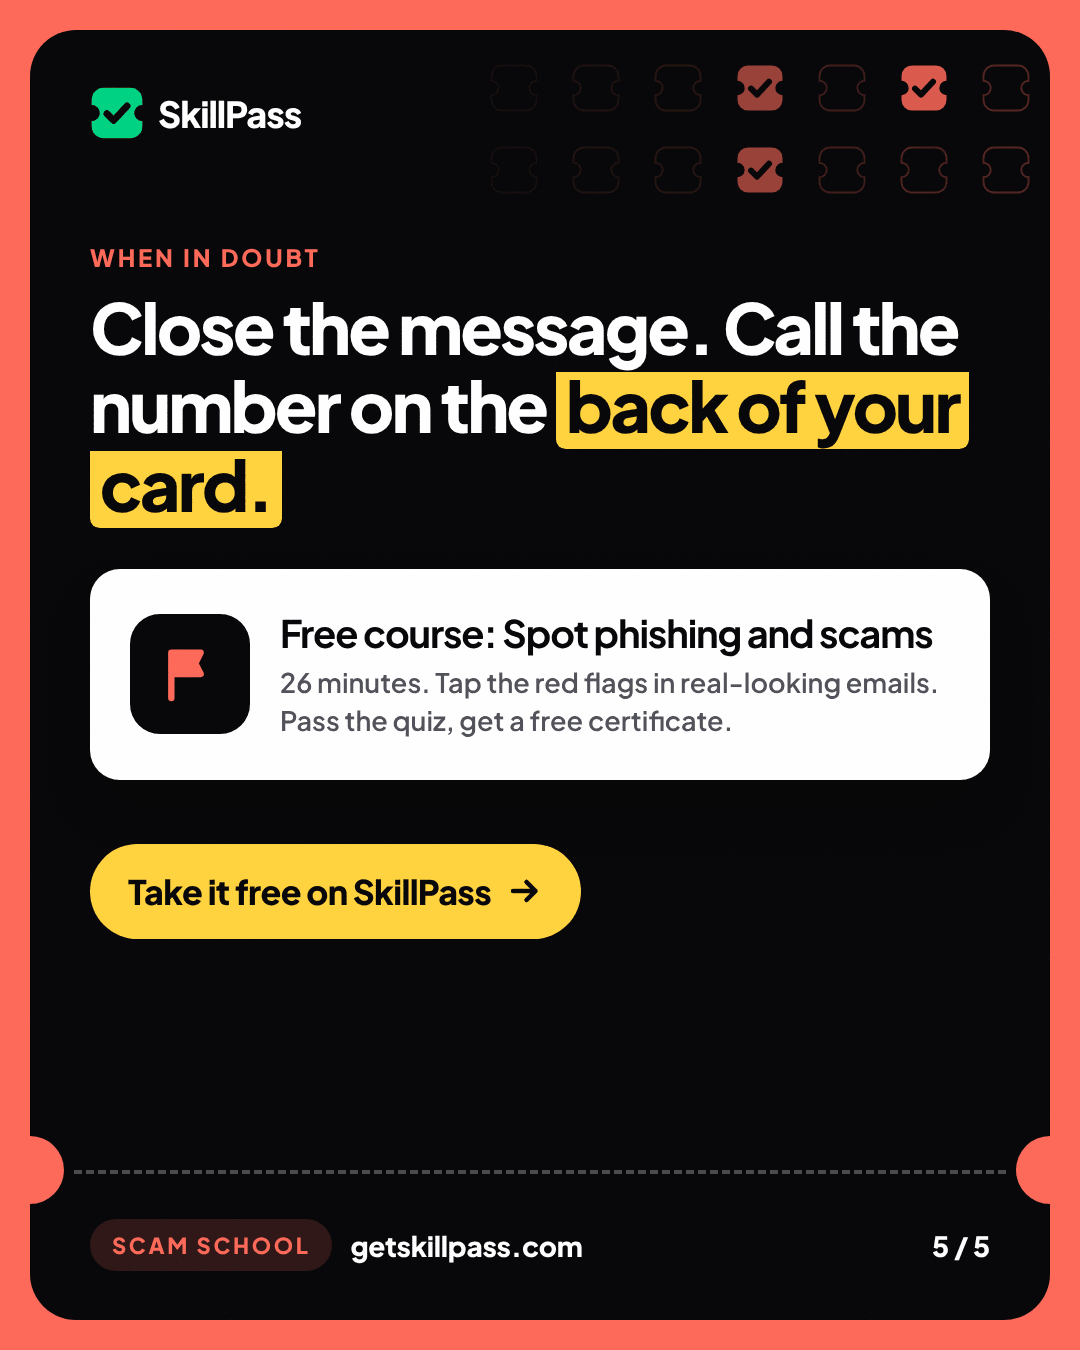 SkillPass
WHEN IN DOUBT
Close the message. Call the
number on the back of your
card.
Free course: Spot phishing and scams
26 minutes. Tap the red flags in real-looking emails.
Pass the quiz, get a free certificate.
Take it free on SkillPass →
SCAM SCHOOL getskillpass.com 5 / 5